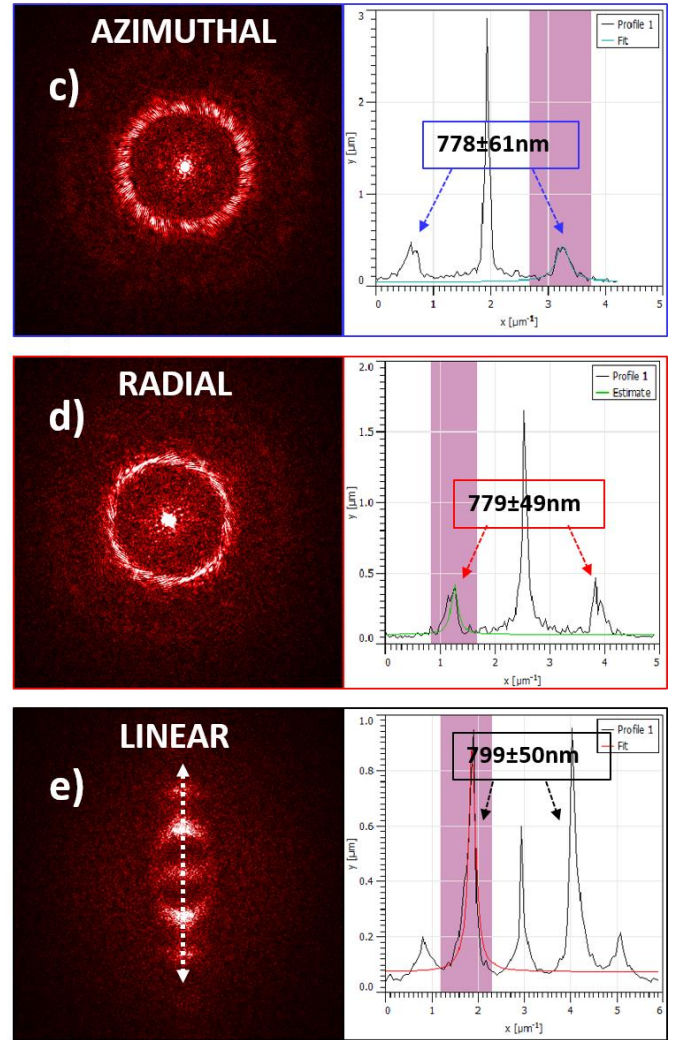 AZIMUTHAL
c)
3
2
1
0
y [µm]
Profile 1
Fit
778±61nm
0 1 2 3 4 5
x [µm⁻¹]
RADIAL
d)
2.0
1.5
1.0
0.5
0.0
y [µm]
Profile 1
Estimate
779±49nm
0 1 2 3 4 5
x [µm⁻¹]
LINEAR
e)
1.0
0.8
0.6
0.4
0.2
0.0
y [µm]
Profile 1
Fit
799±50nm
0 1 2 3 4 5 6
x [µm⁻¹]